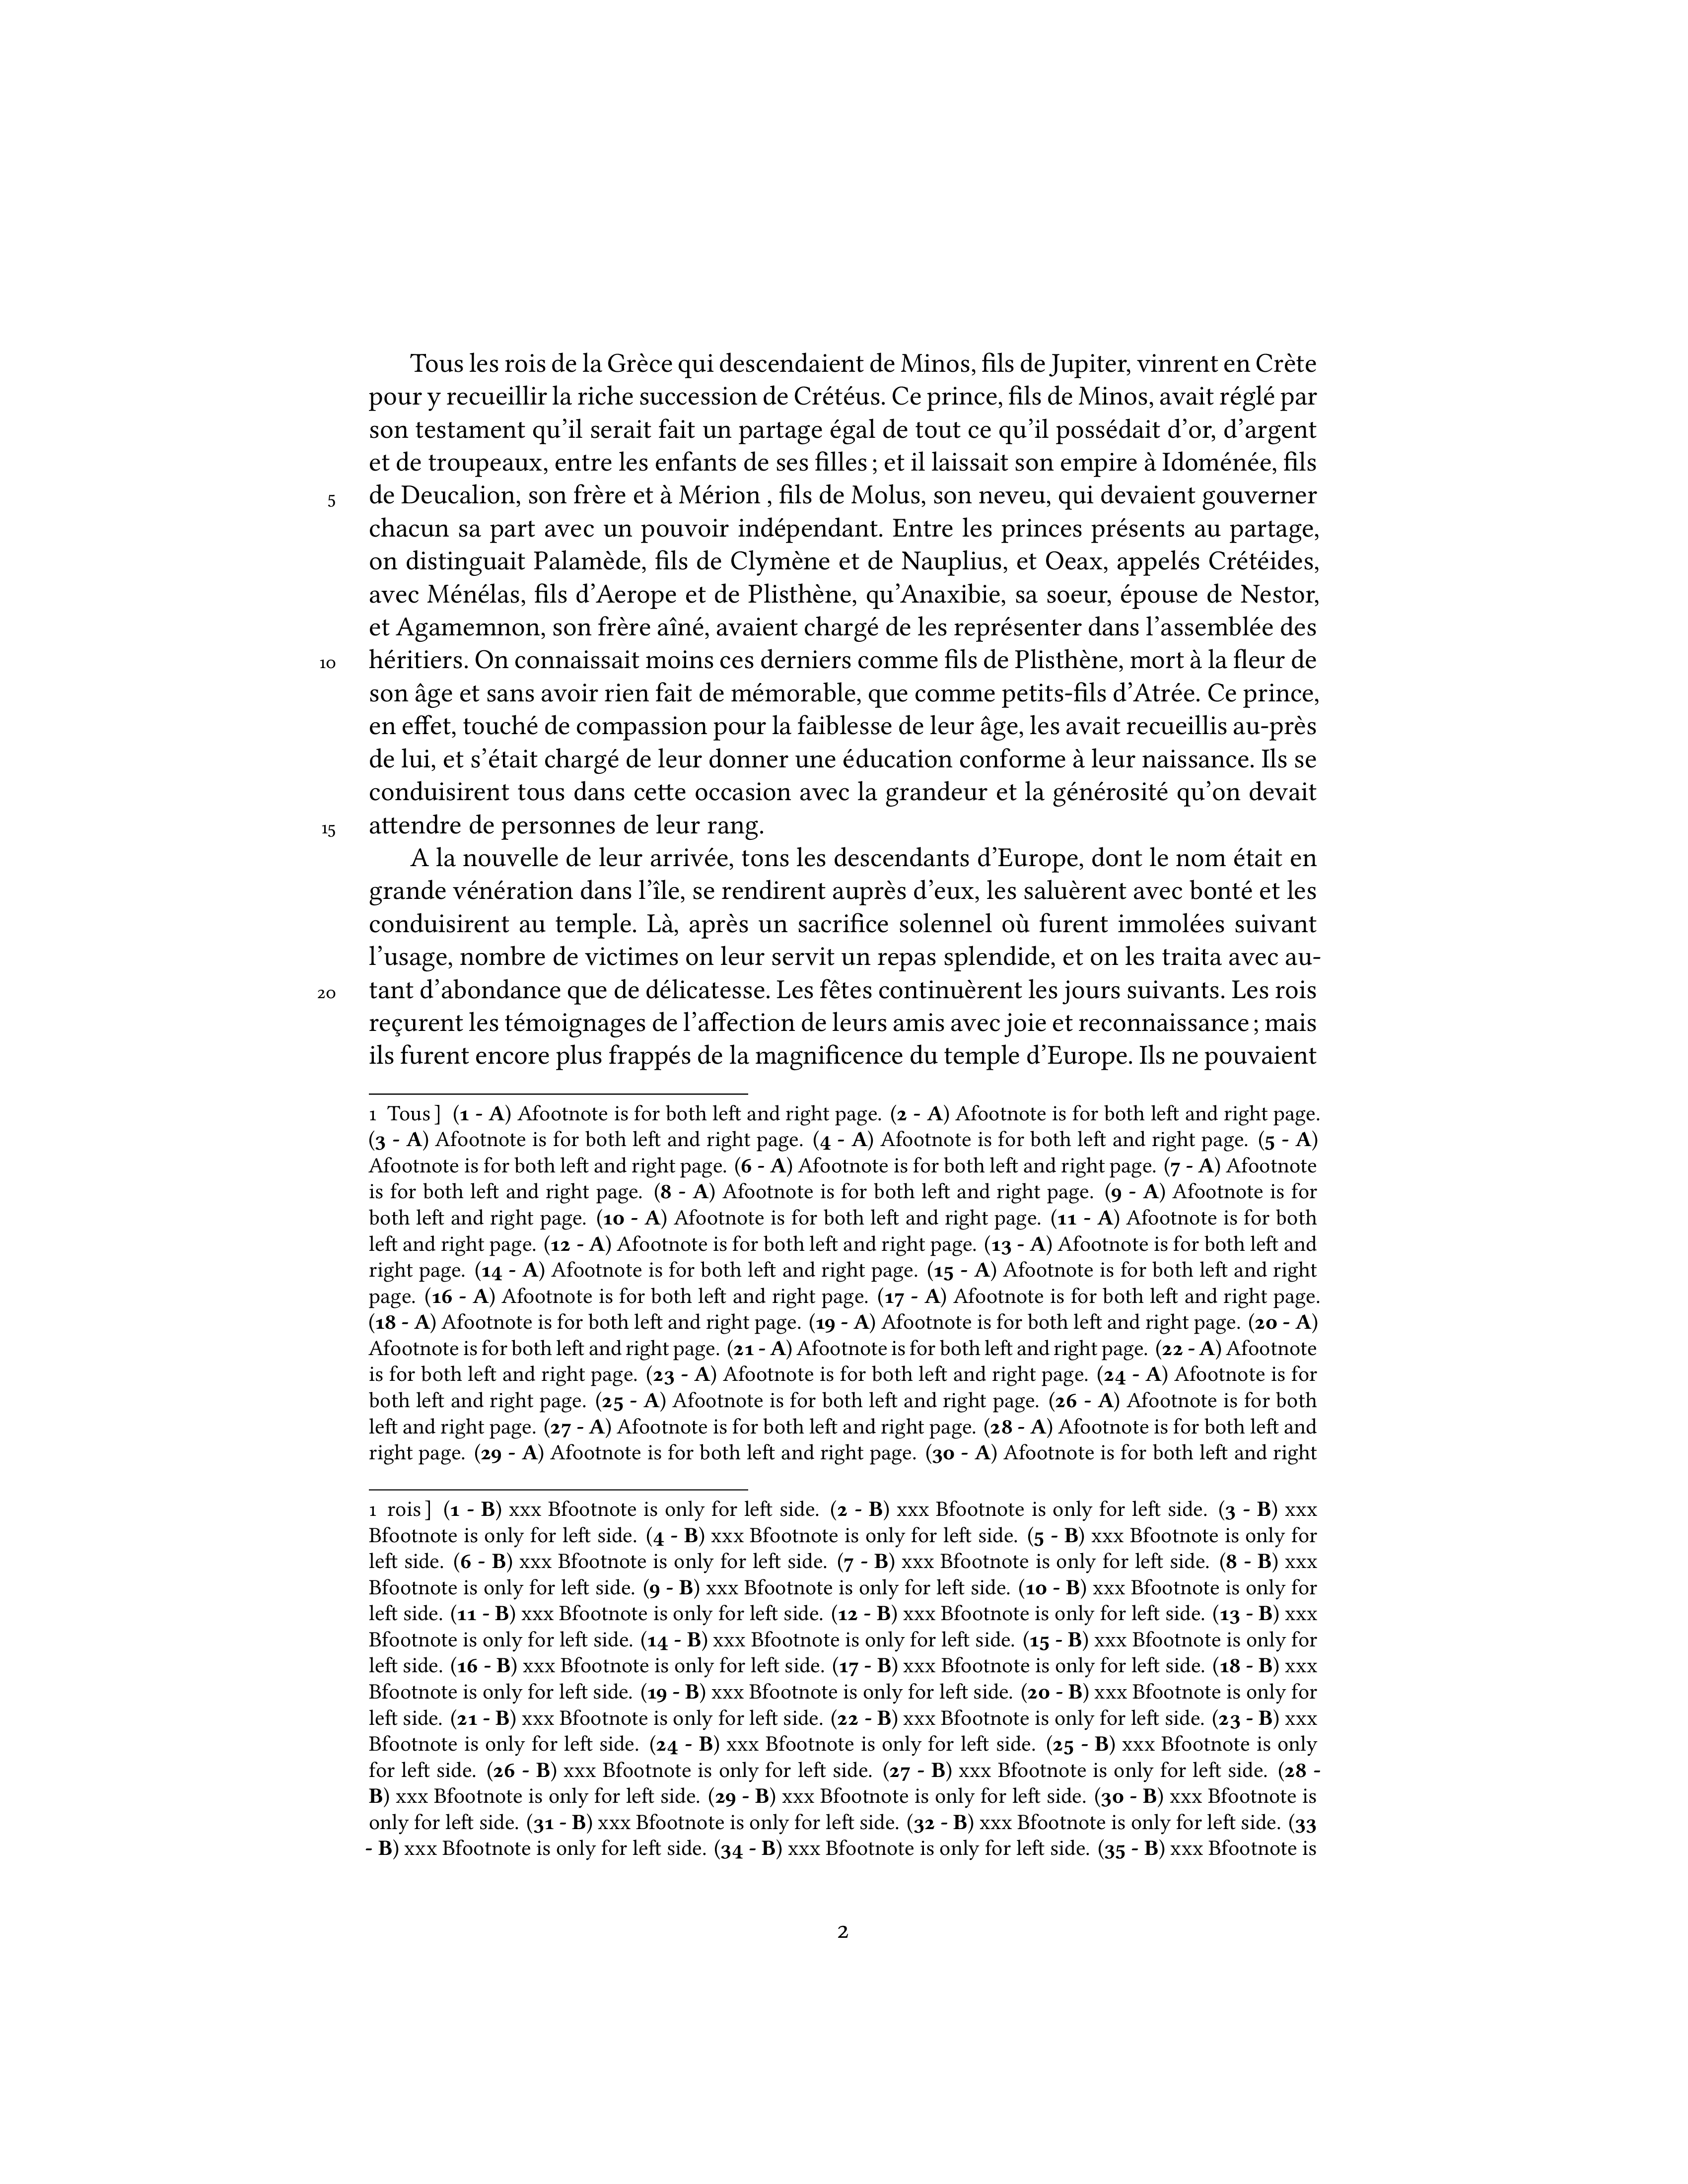 Tous les rois de la Grèce qui descendaient de Minos, fils de Jupiter, vinrent en Crète
pour y recueillir la riche succession de Crétéus. Ce prince, fils de Minos, avait réglé par
son testament qu’il serait fait un partage égal de tout ce qu’il possédait d’or, d’argent
et de troupeaux, entre les enfants de ses filles ; et il laissait son empire à Idoménée, fils
5 de Deucalion, son frère et à Mérion , fils de Molus, son neveu, qui devaient gouverner
chacun sa part avec un pouvoir indépendant. Entre les princes présents au partage,
on distinguait Palamède, fils de Clymène et de Nauplius, et Oeax, appelés Crétéides,
avec Ménélas, fils d’Aerope et de Plisthène, qu’Anaxibie, sa soeur, épouse de Nestor,
et Agamemnon, son frère aîné, avaient chargé de les représenter dans l’assemblée des
10 héritiers. On connaissait moins ces derniers comme fils de Plisthène, mort à la fleur de
son âge et sans avoir rien fait de mémorable, que comme petits-fils d’Atrée. Ce prince,
en effet, touché de compassion pour la faiblesse de leur âge, les avait recueillis au-près
de lui, et s’était chargé de leur donner une éducation conforme à leur naissance. Ils se
conduisirent tous dans cette occasion avec la grandeur et la générosité qu’on devait
15 attendre de personnes de leur rang.
A la nouvelle de leur arrivée, tons les descendants d’Europe, dont le nom était en
grande vénération dans l’île, se rendirent auprès d’eux, les saluèrent avec bonté et les
conduisirent au temple. Là, après un sacrifice solennel où furent immolées suivant
l’usage, nombre de victimes on leur servit un repas splendide, et on les traita avec au-
20 tant d’abondance que de délicatesse. Les fêtes continuèrent les jours suivants. Les rois
reçurent les témoignages de l’affection de leurs amis avec joie et reconnaissance ; mais
ils furent encore plus frappés de la magnificence du temple d’Europe. Ils ne pouvaient
1 Tous ] (1 - A) Afootnote is for both left and right page. (2 - A) Afootnote is for both left and right page.
(3 - A) Afootnote is for both left and right page. (4 - A) Afootnote is for both left and right page. (5 - A)
Afootnote is for both left and right page. (6 - A) Afootnote is for both left and right page. (7 - A) Afootnote
is for both left and right page. (8 - A) Afootnote is for both left and right page. (9 - A) Afootnote is for
both left and right page. (10 - A) Afootnote is for both left and right page. (11 - A) Afootnote is for both
left and right page. (12 - A) Afootnote is for both left and right page. (13 - A) Afootnote is for both left and
right page. (14 - A) Afootnote is for both left and right page. (15 - A) Afootnote is for both left and right
page. (16 - A) Afootnote is for both left and right page. (17 - A) Afootnote is for both left and right page.
(18 - A) Afootnote is for both left and right page. (19 - A) Afootnote is for both left and right page. (20 - A)
Afootnote is for both left and right page. (21 - A) Afootnote is for both left and right page. (22 - A) Afootnote
is for both left and right page. (23 - A) Afootnote is for both left and right page. (24 - A) Afootnote is for
both left and right page. (25 - A) Afootnote is for both left and right page. (26 - A) Afootnote is for both
left and right page. (27 - A) Afootnote is for both left and right page. (28 - A) Afootnote is for both left and
right page. (29 - A) Afootnote is for both left and right page. (30 - A) Afootnote is for both left and right
1 rois ] (1 - B) xxx Bfootnote is only for left side. (2 - B) xxx Bfootnote is only for left side. (3 - B) xxx
Bfootnote is only for left side. (4 - B) xxx Bfootnote is only for left side. (5 - B) xxx Bfootnote is only for
left side. (6 - B) xxx Bfootnote is only for left side. (7 - B) xxx Bfootnote is only for left side. (8 - B) xxx
Bfootnote is only for left side. (9 - B) xxx Bfootnote is only for left side. (10 - B) xxx Bfootnote is only for
left side. (11 - B) xxx Bfootnote is only for left side. (12 - B) xxx Bfootnote is only for left side. (13 - B) xxx
Bfootnote is only for left side. (14 - B) xxx Bfootnote is only for left side. (15 - B) xxx Bfootnote is only for
left side. (16 - B) xxx Bfootnote is only for left side. (17 - B) xxx Bfootnote is only for left side. (18 - B) xxx
Bfootnote is only for left side. (19 - B) xxx Bfootnote is only for left side. (20 - B) xxx Bfootnote is only for
left side. (21 - B) xxx Bfootnote is only for left side. (22 - B) xxx Bfootnote is only for left side. (23 - B) xxx
Bfootnote is only for left side. (24 - B) xxx Bfootnote is only for left side. (25 - B) xxx Bfootnote is only
for left side. (26 - B) xxx Bfootnote is only for left side. (27 - B) xxx Bfootnote is only for left side. (28 -
B) xxx Bfootnote is only for left side. (29 - B) xxx Bfootnote is only for left side. (30 - B) xxx Bfootnote is
only for left side. (31 - B) xxx Bfootnote is only for left side. (32 - B) xxx Bfootnote is only for left side. (33
- B) xxx Bfootnote is only for left side. (34 - B) xxx Bfootnote is only for left side. (35 - B) xxx Bfootnote is
2